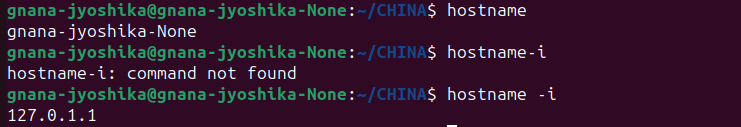 gnana-jyoshika@gnana-jyoshika-None:~/CHINA$ hostname
gnana-jyoshika-None
gnana-jyoshika@gnana-jyoshika-None:~/CHINA$ hostname-i
hostname-i: command not found
gnana-jyoshika@gnana-jyoshika-None:~/CHINA$ hostname -i
127.0.1.1